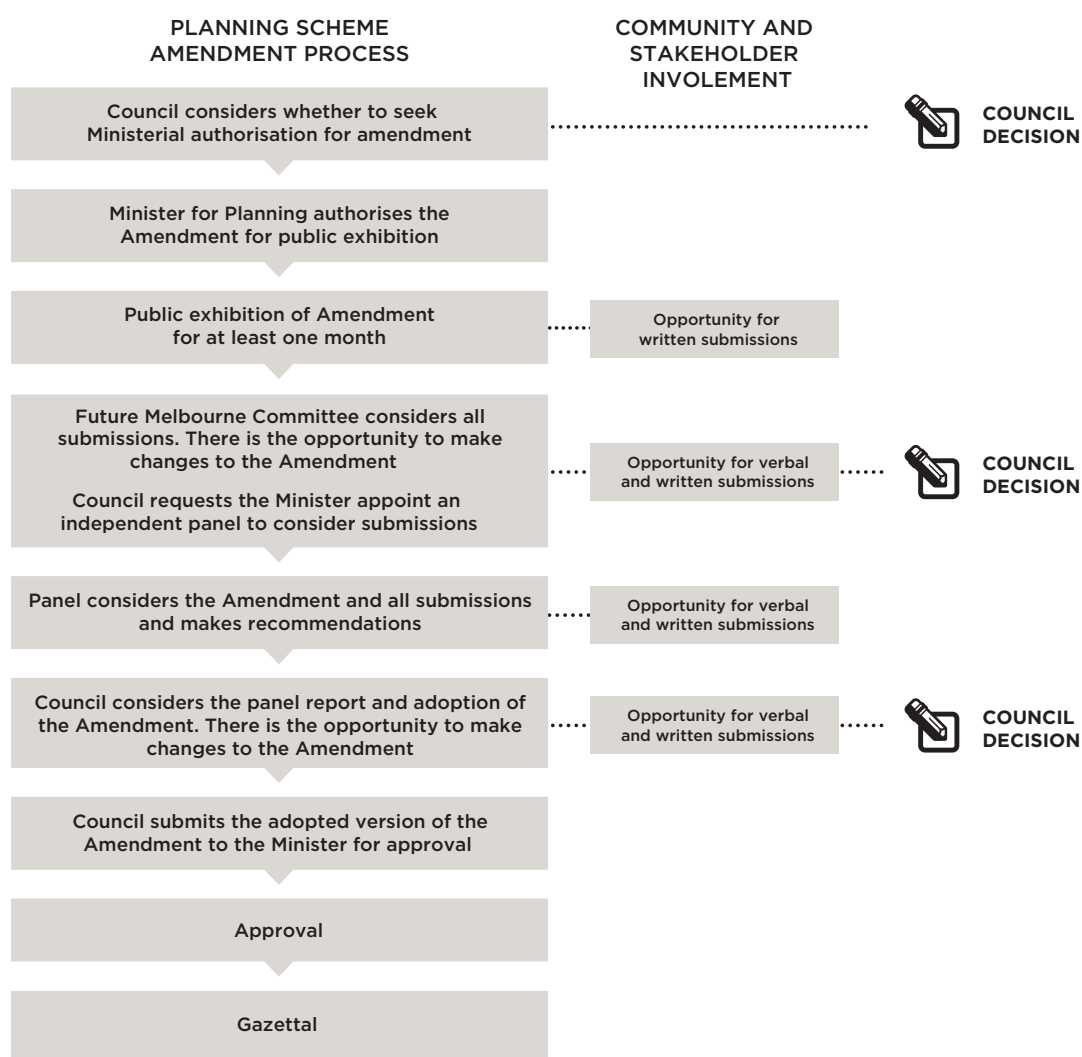 PLANNING SCHEME
AMENDMENT PROCESS
COMMUNITY AND
STAKEHOLDER
INVOLEMENT
Council considers whether to seek
Ministerial authorisation for amendment
COUNCIL
DECISION
Minister for Planning authorises the
Amendment for public exhibition
Public exhibition of Amendment
for at least one month
Opportunity for
written submissions
Future Melbourne Committee considers all
submissions. There is the opportunity to make
changes to the Amendment
Council requests the Minister appoint an
independent panel to consider submissions
Opportunity for verbal
and written submissions
COUNCIL
DECISION
Panel considers the Amendment and all submissions
and makes recommendations
Opportunity for verbal
and written submissions
Council considers the panel report and adoption of
the Amendment. There is the opportunity to make
changes to the Amendment
Opportunity for verbal
and written submissions
COUNCIL
DECISION
Council submits the adopted version of the
Amendment to the Minister for approval
Approval
Gazettal